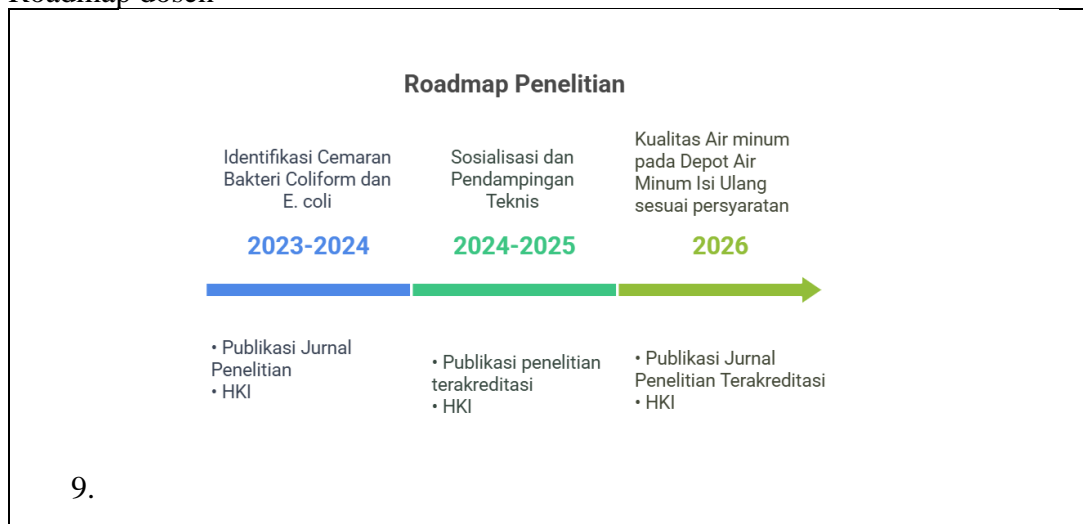 Roadmap dosen
Roadmap Penelitian
Identifikasi Cemaran
Bakteri Coliform dan
E. coli
2023-2024
Sosialisasi dan
Pendampingan
Teknis
2024-2025
Kualitas Air minum
pada Depot Air
Minum Isi Ulang
sesuai persyaratan
2026
• Publikasi Jurnal
Penelitian
• HKI
• Publikasi penelitian
terakreditasi
• HKI
• Publikasi Jurnal
Penelitian Terakreditasi
• HKI
9.